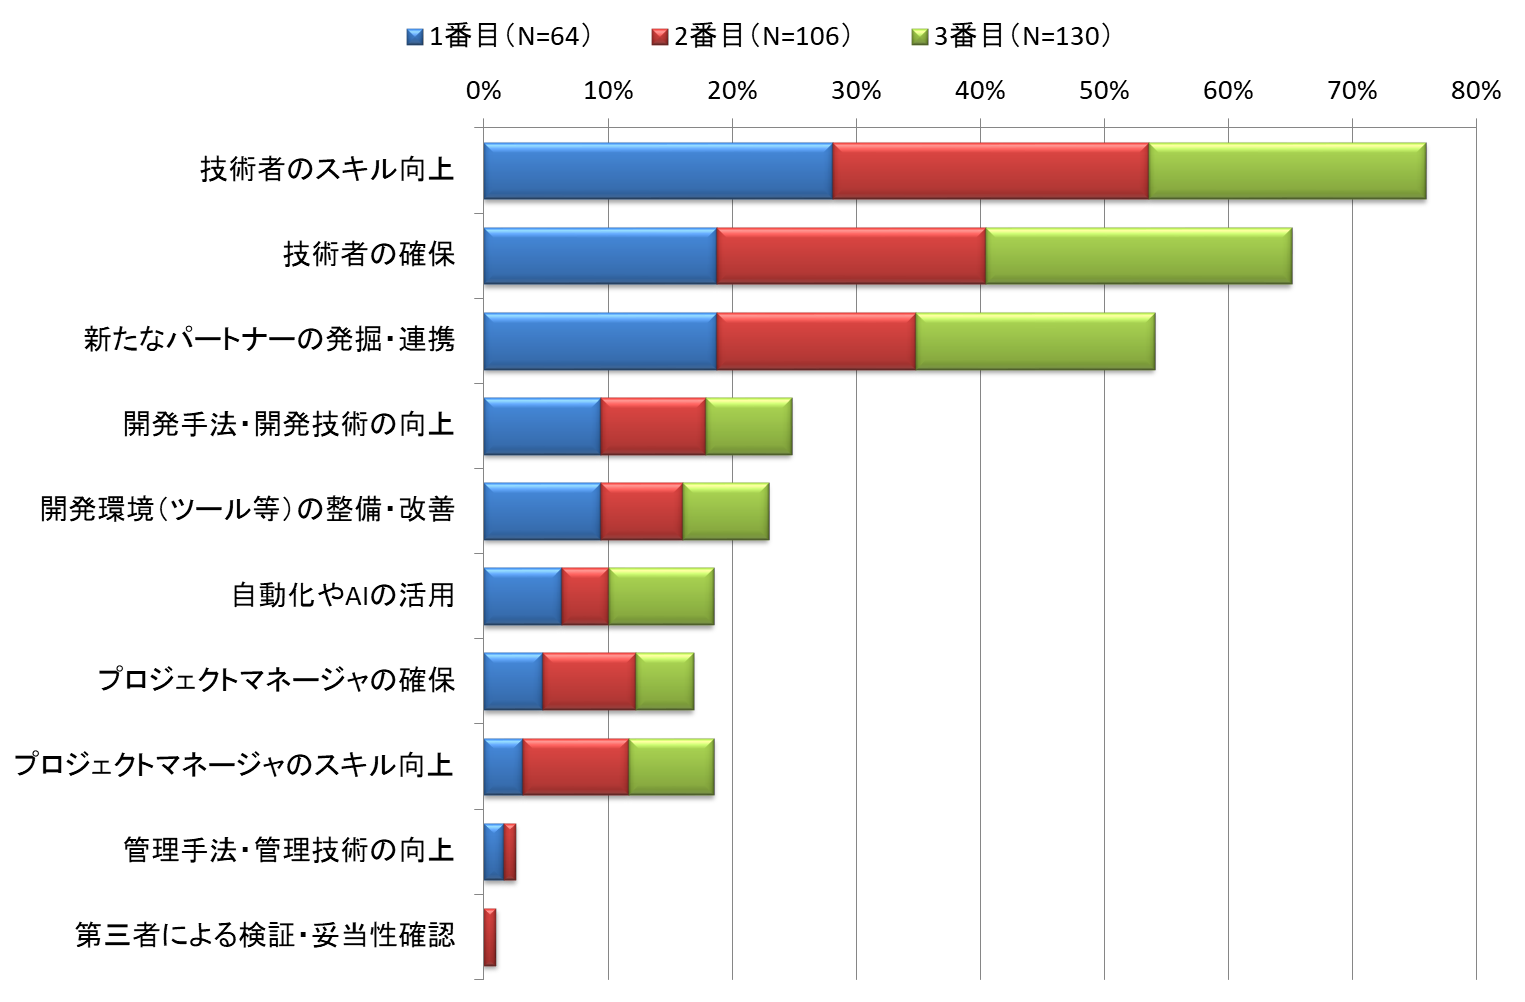 1番目（N=64） 2番目（N=106） 3番目（N=130）
0% 10% 20% 30% 40% 50% 60% 70% 80%
技術者のスキル向上
技術者の確保
新たなパートナーの発掘・連携
開発手法・開発技術の向上
開発環境（ツール等）の整備・改善
自動化やAIの活用
プロジェクトマネージャの確保
プロジェクトマネージャのスキル向上
管理手法・管理技術の向上
第三者による検証・妥当性確認